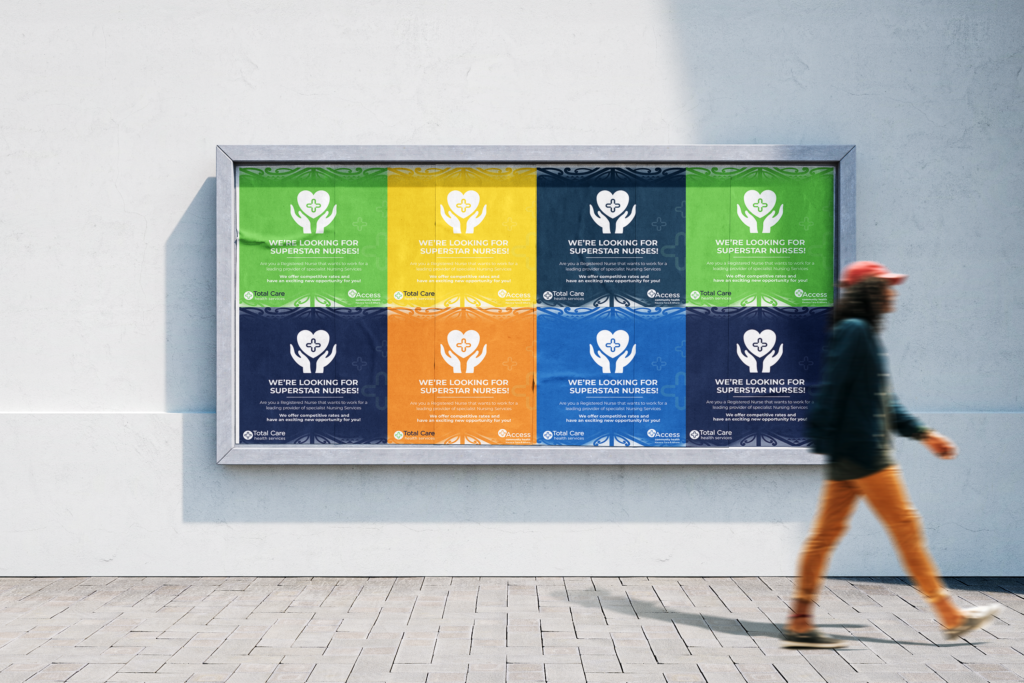 WE'RE LOOKING FOR
SUPERSTAR NURSES!
Are you a Registered Nurse that wants to work for a
leading provider of specialist Nursing Services
We offer competitive rates and
have an exciting new opportunity for you!
Total Care
Access
community health
WE'RE LOOKING FOR
SUPERSTAR NURSES!
Are you a Registered Nurse that wants to work for a
leading provider of specialist Nursing Services
We offer competitive rates and
have an exciting new opportunity for you!
Total Care
Access
community health
WE'RE LOOKING FOR
SUPERSTAR NURSES!
Are you a Registered Nurse that wants to work for a
leading provider of specialist Nursing Services
We offer competitive rates and
have an exciting new opportunity for you!
Total Care
health services
Access
community health
WE'RE LOOKING FOR
SUPERSTAR NURSES!
Are you a Registered Nurse that wants to work for a
leading provider of specialist Nursing Services
We offer competitive rates and
have an exciting new opportunity for you!
Total Care
Access
community health
WE'RE LOOKING FOR
SUPERSTAR NURSES!
Are you a Registered Nurse that wants to work for a
leading provider of specialist Nursing Services
We offer competitive rates and
have an exciting new opportunity for you!
Total Care
health services
WE'RE LOOKING FOR
SUPERSTAR NURSES!
Are you a Registered Nurse that wants to work for a
leading provider of specialist Nursing Services
We offer competitive rates and
have an exciting new opportunity for you!
Total Care
Access
community health
WE'RE LOOKING FOR
SUPERSTAR NURSES!
Are you a Registered Nurse that wants to work for a
leading provider of specialist Nursing Services
We offer competitive rates and
have an exciting new opportunity for you!
Total Care
health services
Access
community health
WE'RE LOOKING FOR
SUPERSTAR NURSES!
Are you a Registered Nurse that wants to work for
leading provider of specialist Nursing Services
We offer competitive rates and
have an exciting new opportunity for you!
Total Care
health services